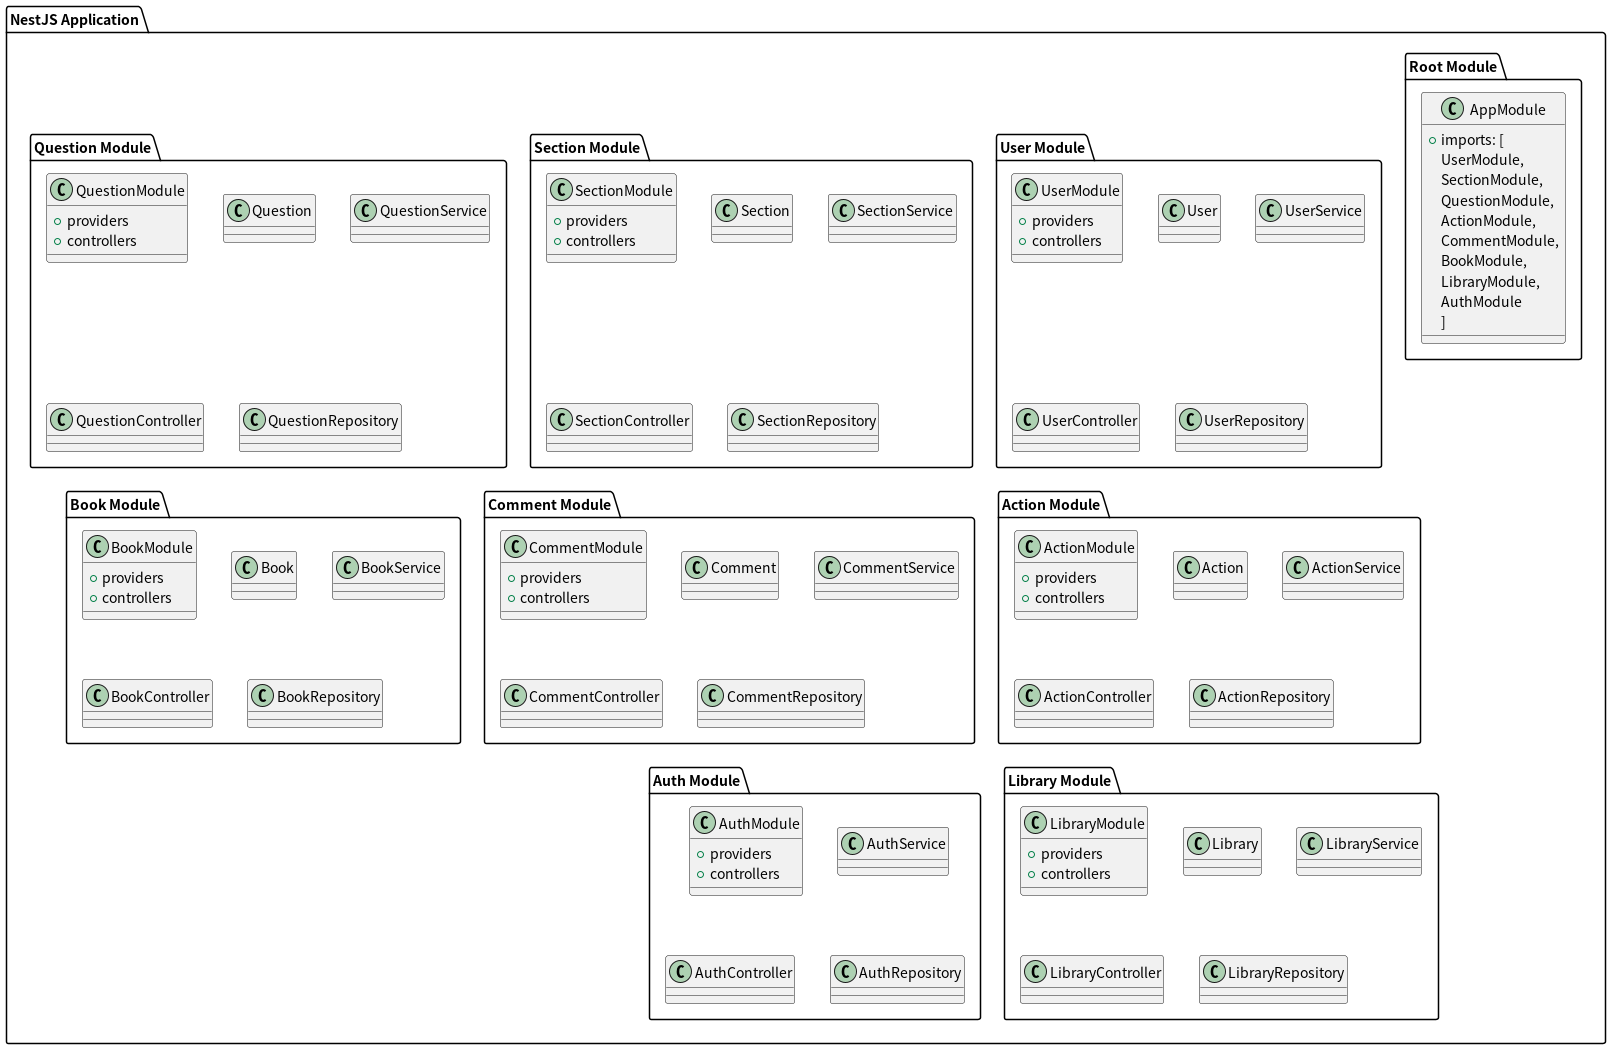 NestJS Application
Root Module
C AppModule
imports: [
UserModule,
SectionModule,
QuestionModule,
ActionModule,
CommentModule,
BookModule,
LibraryModule,
AuthModule
]
Question Module
C QuestionModule
providers
controllers
C Question
C QuestionService
C QuestionController
C QuestionRepository
Section Module
C SectionModule
providers
controllers
C Section
C SectionService
C SectionController
C SectionRepository
User Module
C UserModule
providers
controllers
C User
C UserService
C UserController
C UserRepository
Book Module
C BookModule
providers
controllers
C Book
C BookService
C BookController
C BookRepository
Comment Module
C CommentModule
providers
controllers
C Comment
C CommentService
C CommentController
C CommentRepository
Action Module
C ActionModule
providers
controllers
C Action
C ActionService
C ActionController
C ActionRepository
Auth Module
C AuthModule
providers
controllers
C AuthService
C AuthController
C AuthRepository
Library Module
C LibraryModule
providers
controllers
C Library
C LibraryService
C LibraryController
C LibraryRepository